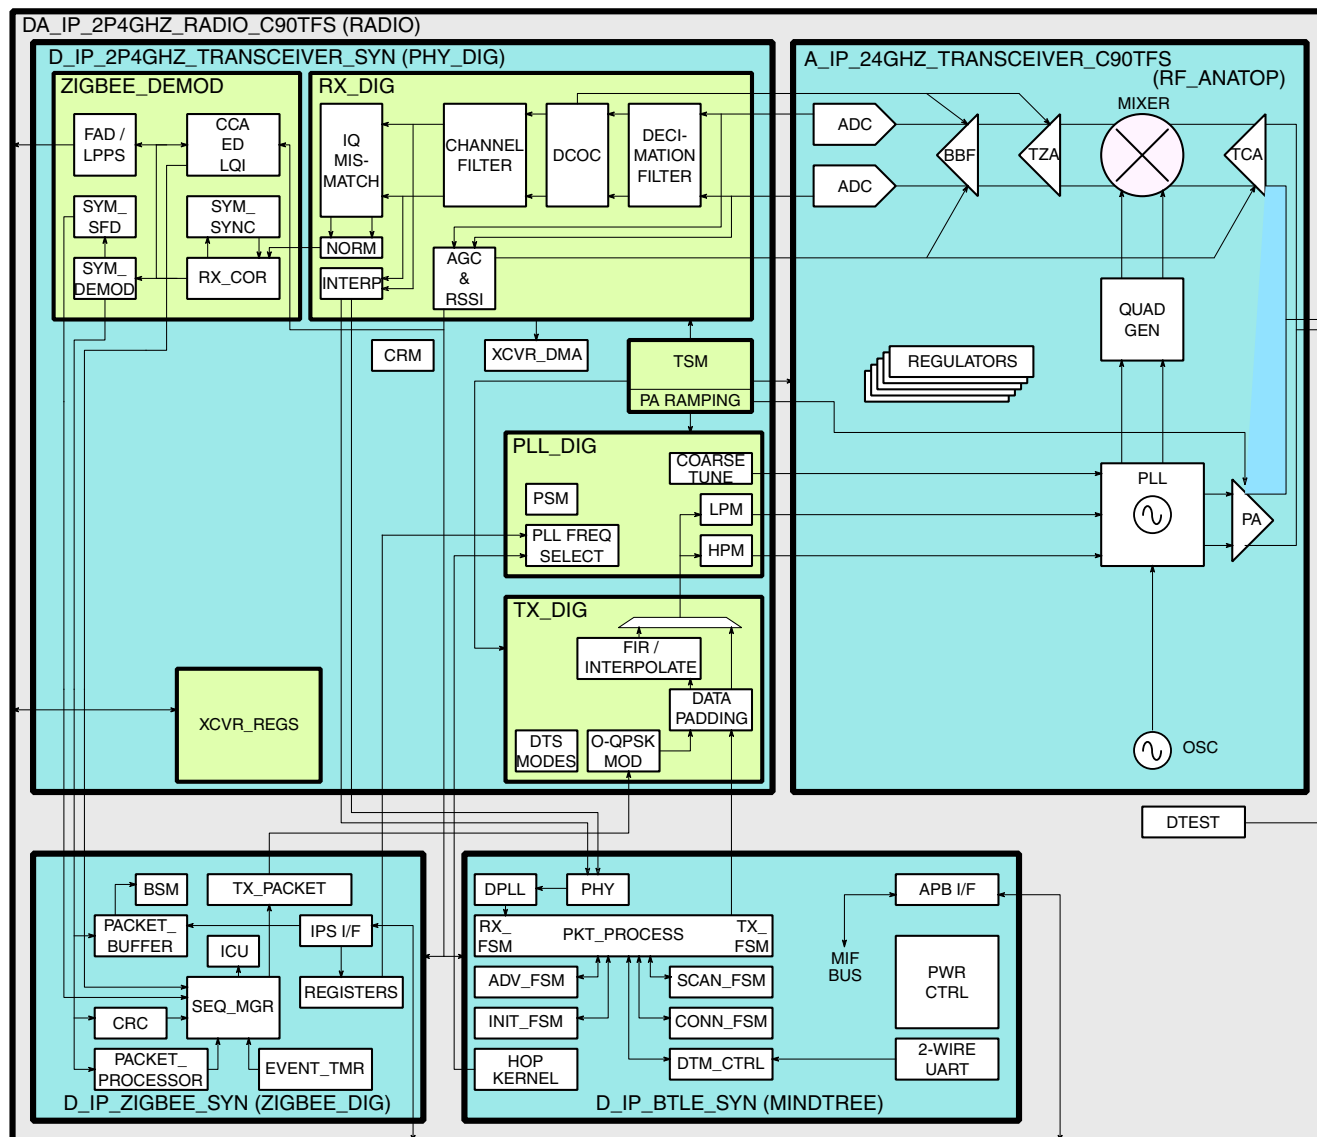 DA_IP_2P4GHZ_RADIO_C90TFS (RADIO)
D_IP_2P4GHZ_TRANSCEIVER_SYN (PHY_DIG)
ZIGBEE_DEMOD
FAD /
LPPS
CCA
ED
LQI
SYM_
SFD
SYM_
SYNC
SYM_
DEMOD
RX_COR
RX_DIG
IQ
MIS-
MATCH
CHANNEL
FILTER
DCOC
DECI-
MATION
FILTER
NORM
INTERP
AGC
&
RSSI
CRM
XCVR_DMA
TSM
PA RAMPING
PLL_DIG
COARSE
TUNE
PSM
LPM
PLL FREQ
SELECT
HPM
TX_DIG
FIR /
INTERPOLATE
DATA
PADDING
DTS
MODES
O-QPSK
MOD
XCVR_REGS
A_IP_24GHZ_TRANSCEIVER_C90TFS
(RF_ANATOP)
MIXER
ADC
ADC
BBF
TZA
TCA
QUAD
GEN
REGULATORS
PLL
PA
OSC
DTEST
BSM
TX_PACKET
PACKET_
BUFFER
IPS I/F
ICU
SEQ_MGR
REGISTERS
CRC
PACKET_
PROCESSOR
EVENT_TMR
D_IP_ZIGBEE_SYN (ZIGBEE_DIG)
DPLL
PHY
APB I/F
RX_
FSM
PKT_PROCESS
TX_
FSM
MIF
BUS
PWR
CTRL
ADV_FSM
SCAN_FSM
INIT_FSM
CONN_FSM
HOP
KERNEL
DTM_CTRL
2-WIRE
UART
D_IP_BTLE_SYN (MINDTREE)